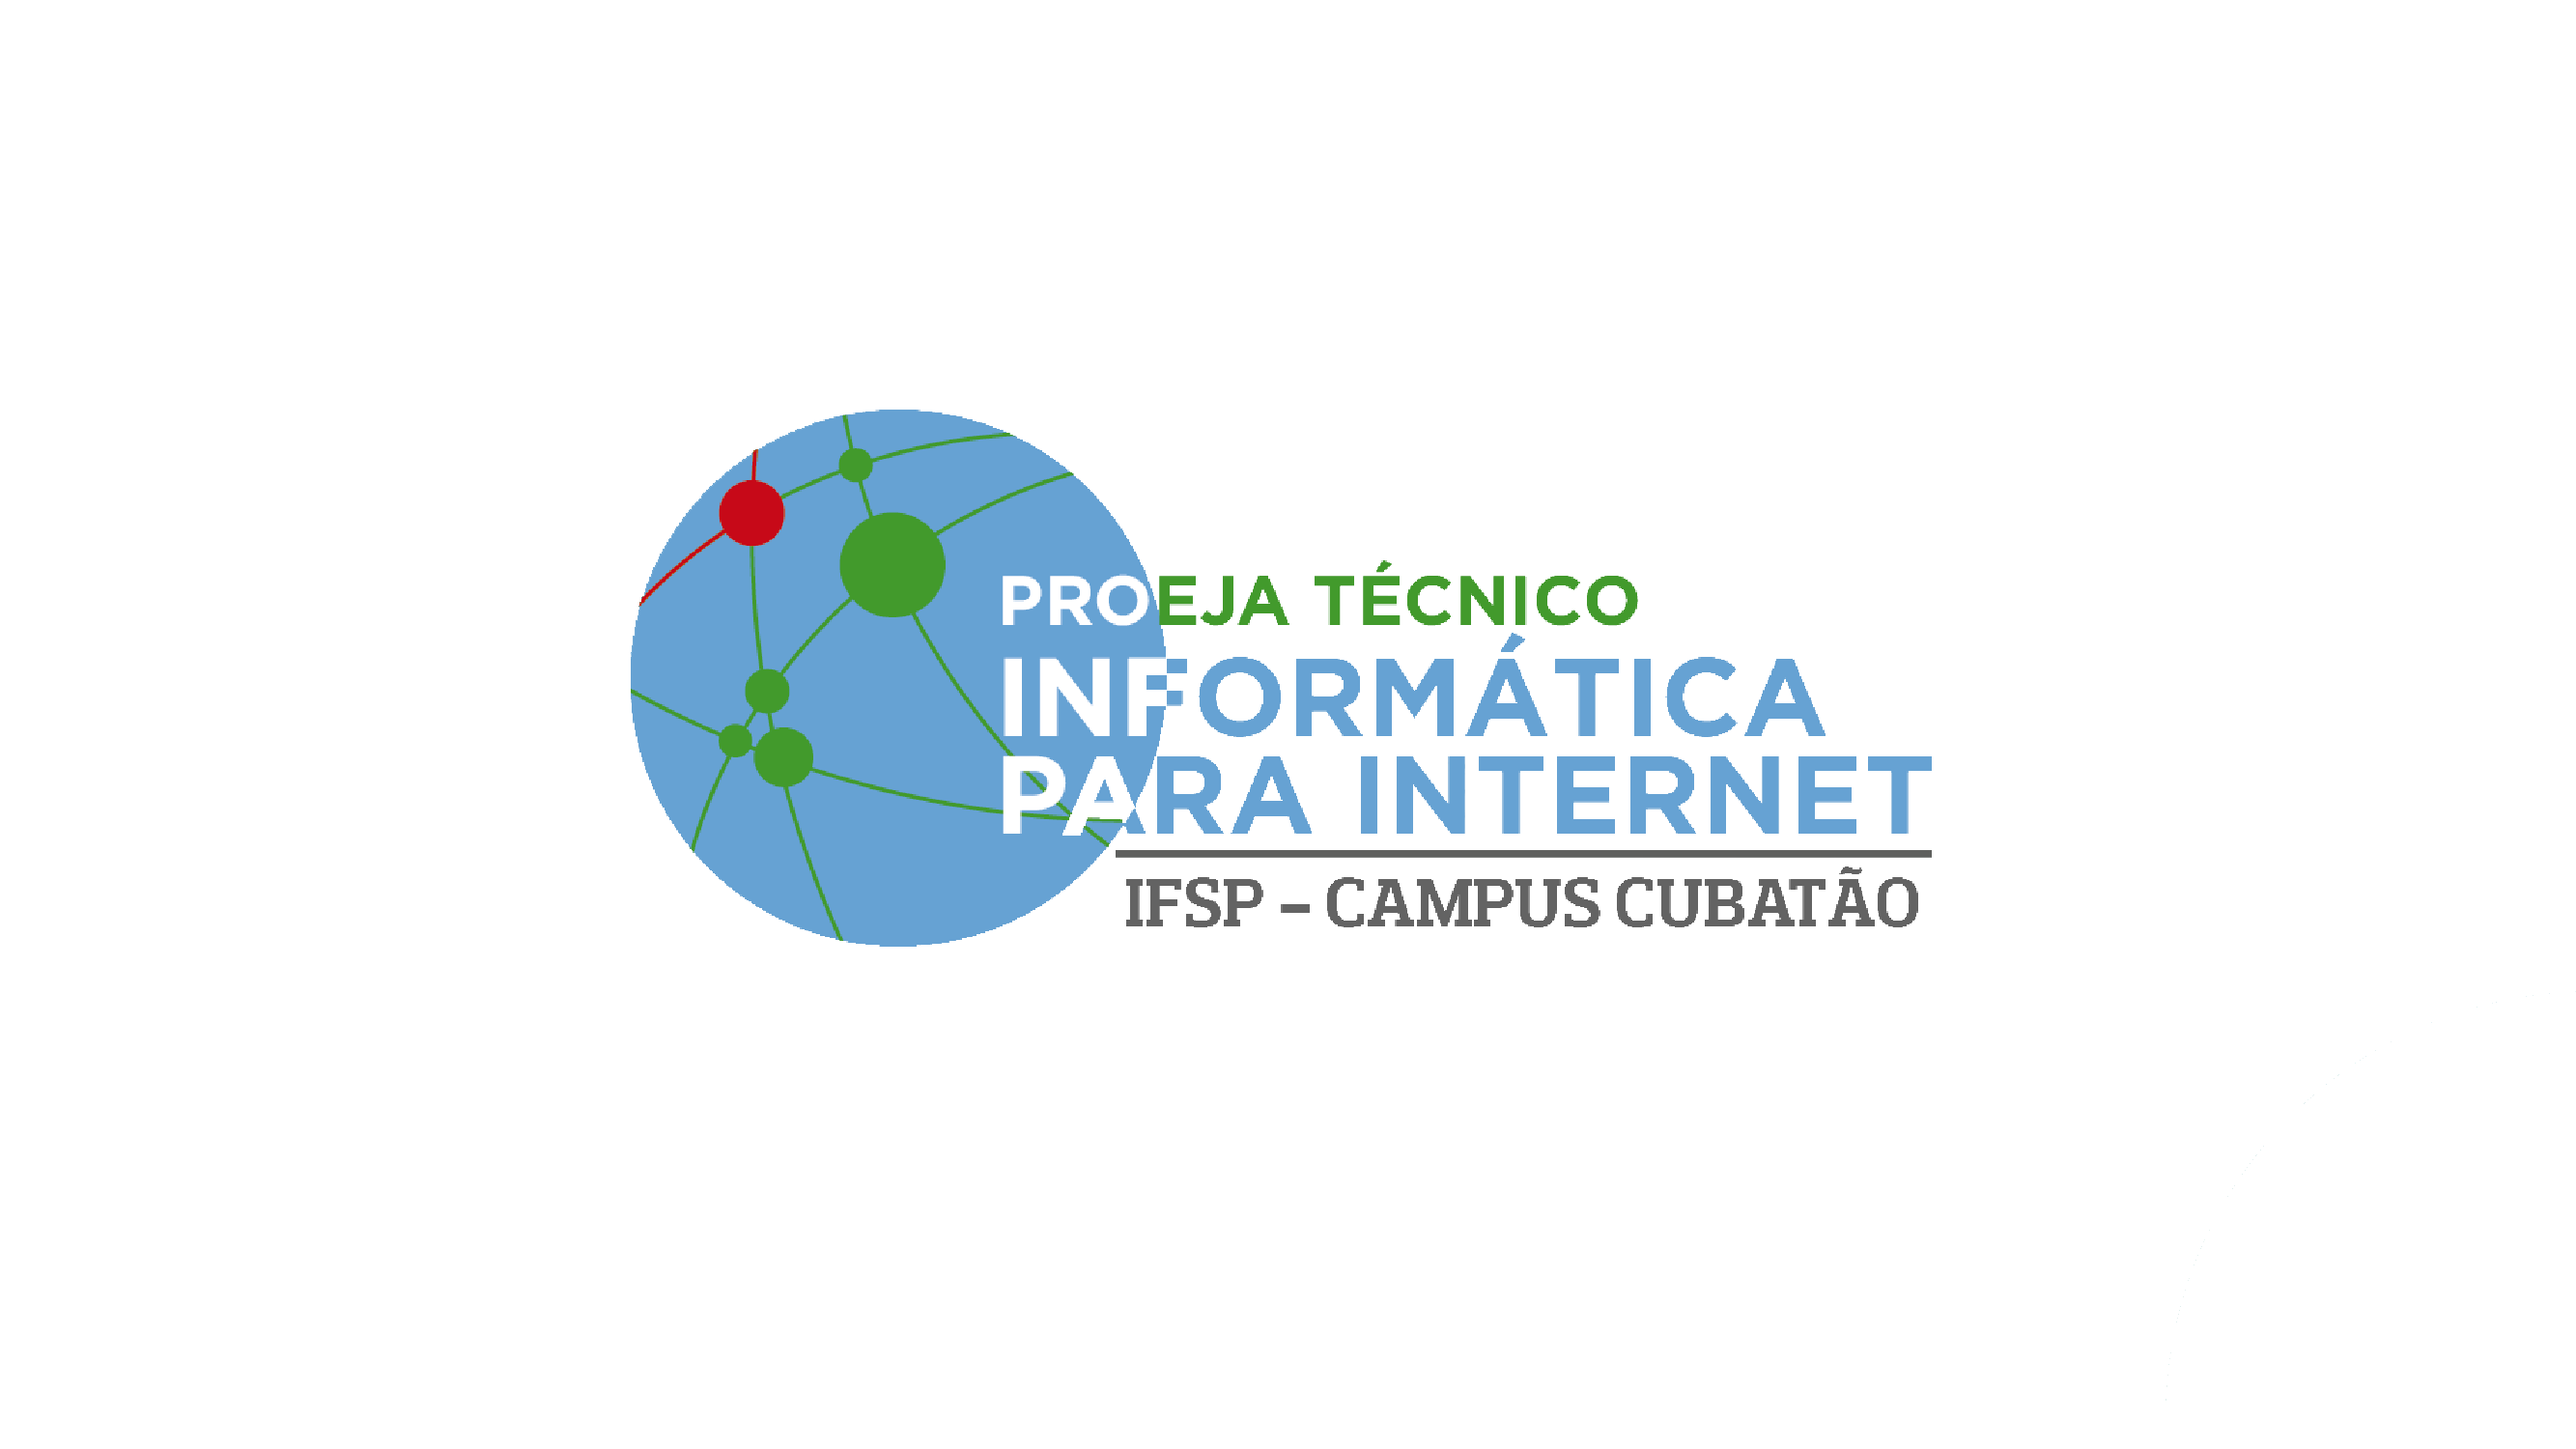 PROEJA TÉCNICO
INFORMÁTICA
PARA INTERNET
IFSP – CAMPUS CUBATÃO